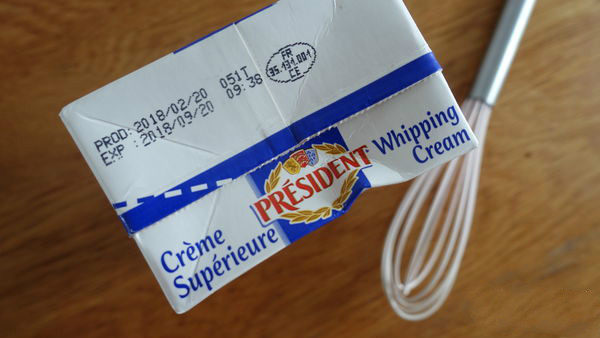 PROD: 2018/02/20 051T
EXP : 2018/09/20 09:38
FR
35.131.001
CE
PRÉSIDENT
Whipping
Cream
Crème
Supérieure